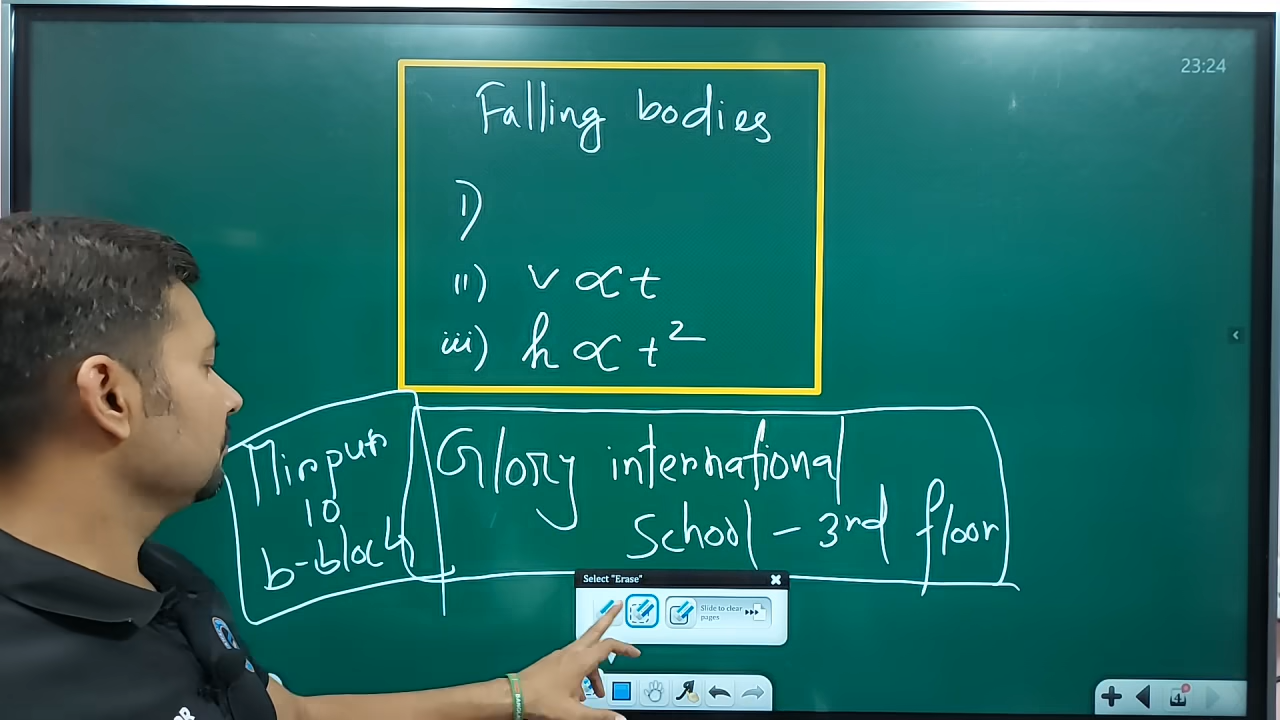 23:24
Falling bodies
i)
ii) v ∝ t
iii) h ∝ t²
Mirpur
10
b-block
Glory international
School - 3rd floor
Select "Erase"
Slide to clear
pages
4